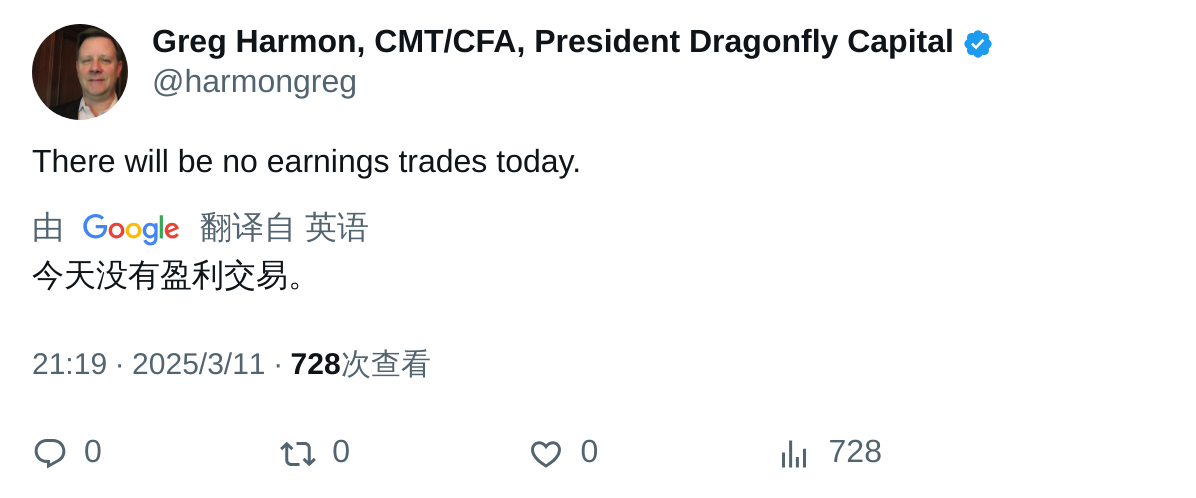 Greg Harmon, CMT/CFA, President Dragonfly Capital
@harmongreg
There will be no earnings trades today.
由 Google 翻译自 英语
今天没有盈利交易。
21:19 · 2025/3/11 · 728次查看
0 0 0 728